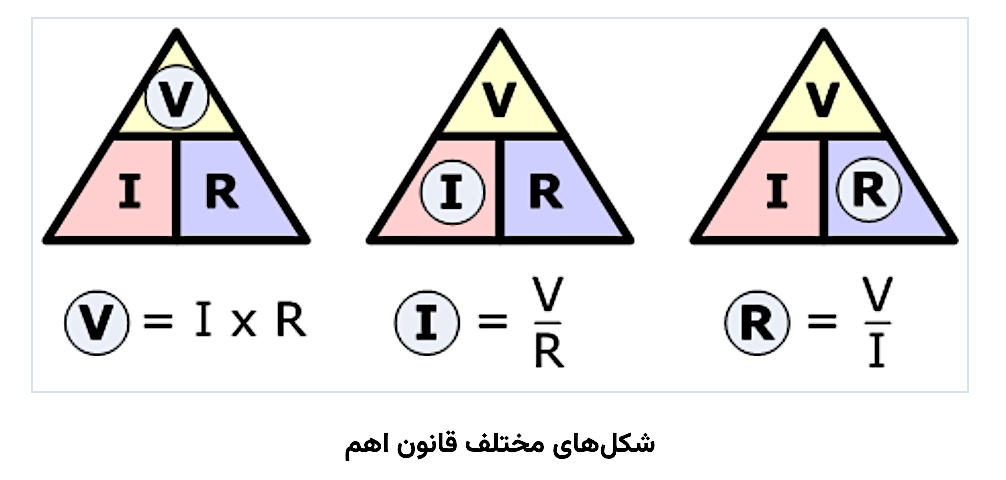 V
V
V
I R
I R
I R
V = I x R
I = V/R
R = V/I
شکل‌های مختلف قانون اهم